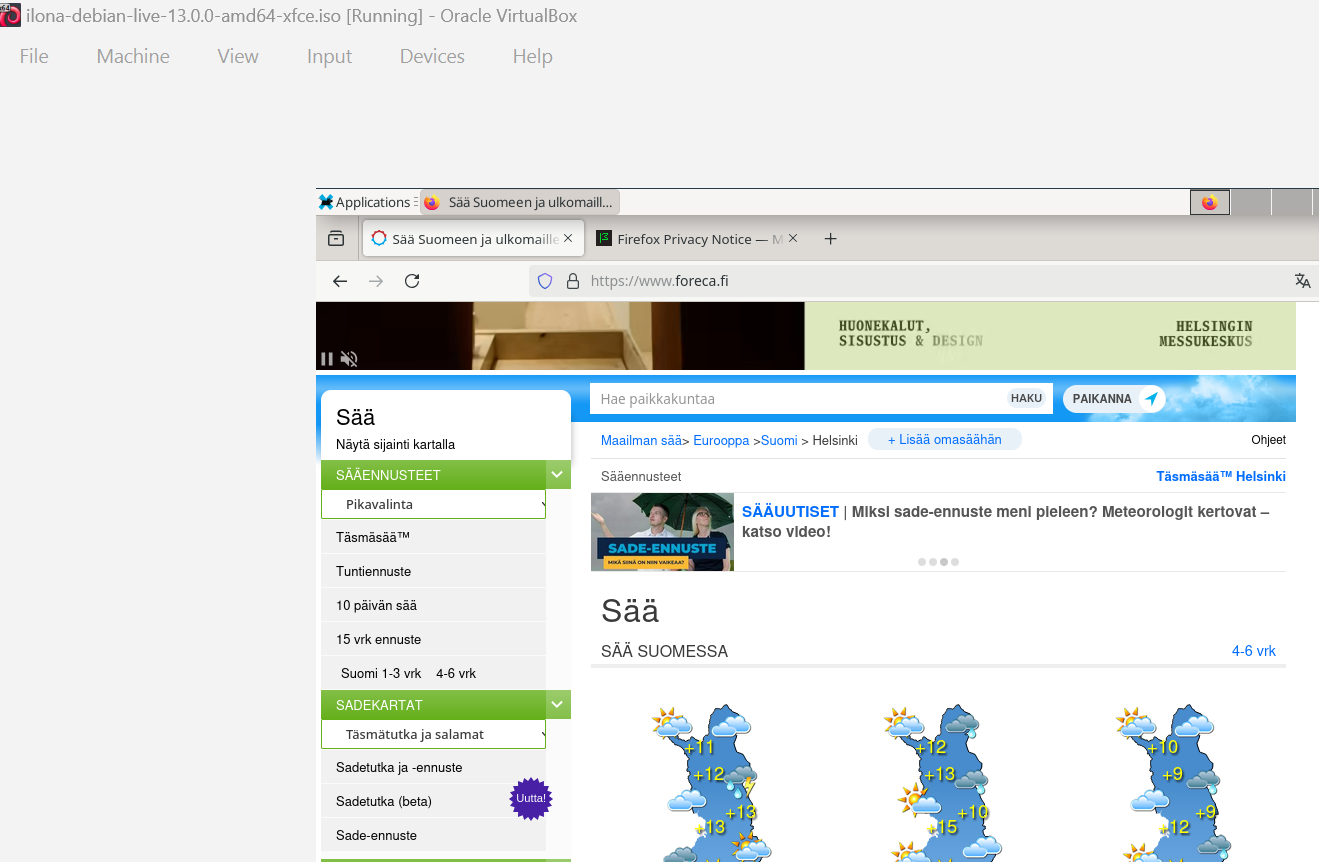 ilona-debian-live-13.0.0-amd64-xfce.iso [Running] - Oracle VirtualBox
File Machine View Input Devices Help
Applications Sää Suomeen ja ulkomaill...
Sää Suomeen ja ulkomaille Firefox Privacy Notice — M
https://www.foreca.fi
HUONEKALUT,
SISUSTUS & DESIGN
HELSINGIN
MESSUKESKUS
Hae paikkakuntaa HAKU PAIKANNA
Sää
Näytä sijainti kartalla
SÄÄENNUSTEET
Pikavalinta
Täsmäsää™
Tuntiennuste
10 päivän sää
15 vrk ennuste
Suomi 1-3 vrk 4-6 vrk
SADEKARTAT
Täsmätutka ja salamat
Sadetutka ja -ennuste
Sadetutka (beta) Uutta!
Sade-ennuste
Maailman sää> Eurooppa >Suomi > Helsinki + Lisää omasäähän Ohjeet
Sääennusteet Täsmäsää™ Helsinki
SADE-ENNUSTE
MIKÄ SIINÄ ON NIIN VAIKEAA?
SÄÄUUTISET | Miksi sade-ennuste meni pieleen? Meteorologit kertovat –
katso video!
Sää
SÄÄ SUOMESSA 4-6 vrk
+11 +12 +10
+12 +13 +9
+13 +10 +9
+13 +15 +12